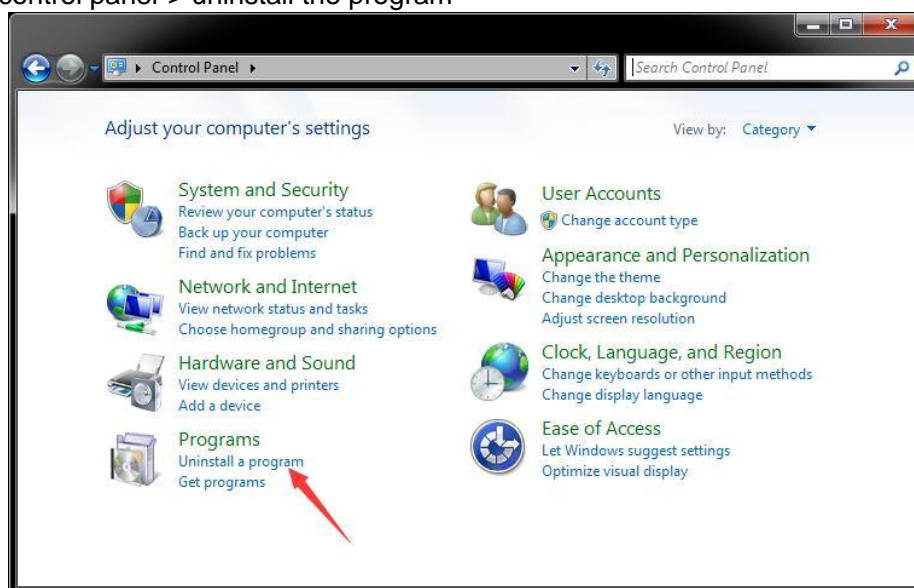 control panel > uninstall the program
Control Panel
Search Control Panel
Adjust your computer's settings
View by: Category
System and Security
Review your computer's status
Back up your computer
Find and fix problems
Network and Internet
View network status and tasks
Choose homegroup and sharing options
Hardware and Sound
View devices and printers
Add a device
Programs
Uninstall a program
Get programs
User Accounts
Change account type
Appearance and Personalization
Change the theme
Change desktop background
Adjust screen resolution
Clock, Language, and Region
Change keyboards or other input methods
Change display language
Ease of Access
Let Windows suggest settings
Optimize visual display